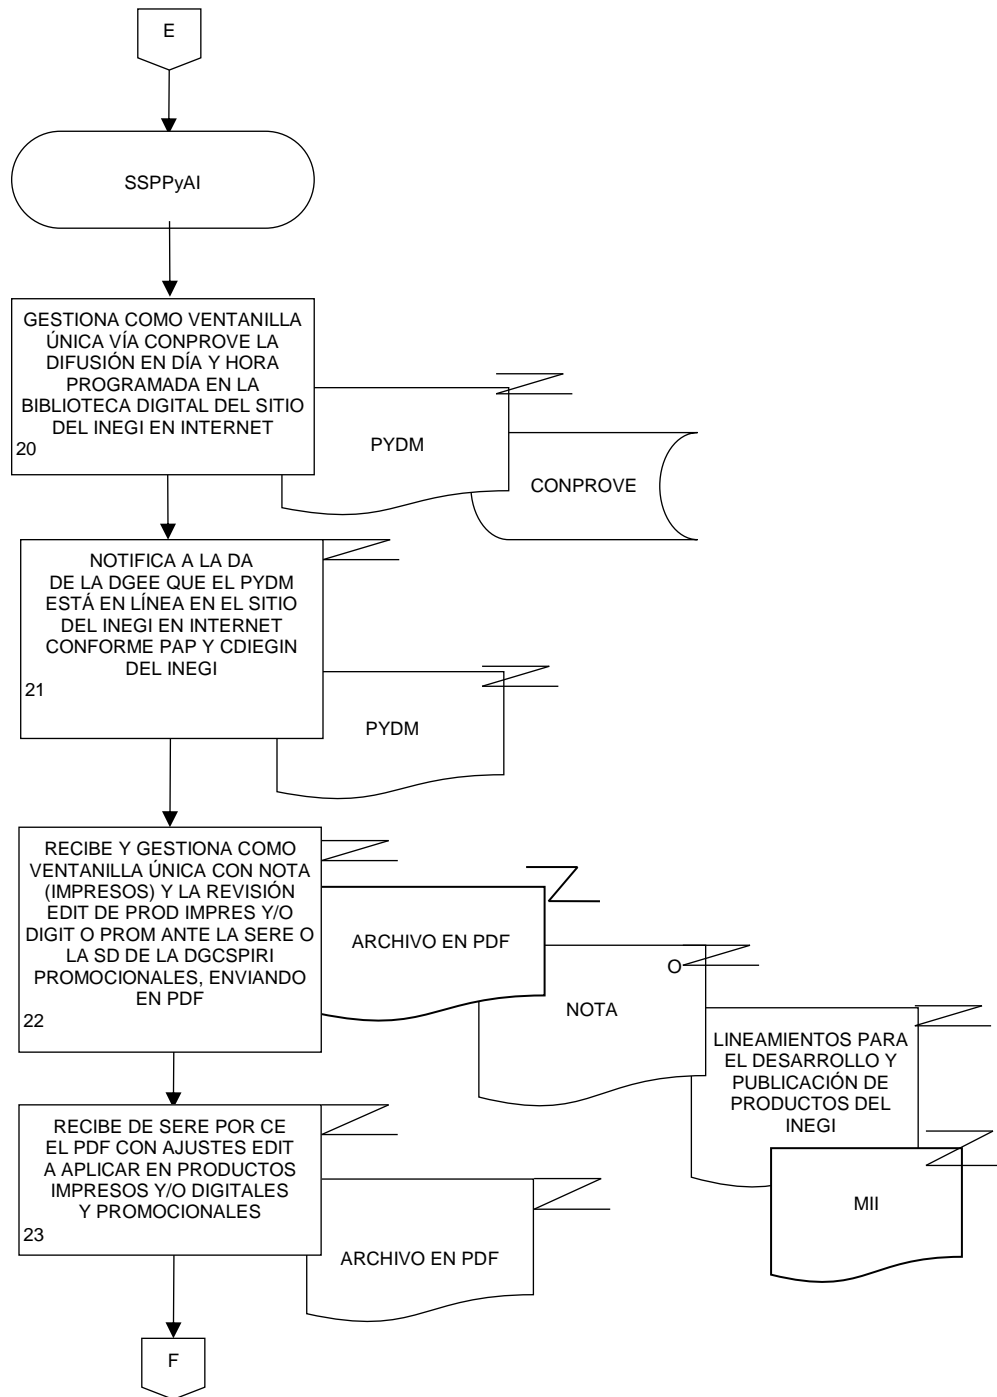 E
SSPPyAI
GESTIONA COMO VENTANILLA
ÚNICA VÍA CONPROVE LA
DIFUSIÓN EN DÍA Y HORA
PROGRAMADA EN LA
BIBLIOTECA DIGITAL DEL SITIO
DEL INEGI EN INTERNET
20
PYDM
CONPROVE
NOTIFICA A LA DA
DE LA DGEE QUE EL PYDM
ESTÁ EN LÍNEA EN EL SITIO
DEL INEGI EN INTERNET
CONFORME PAP Y CDIEGIN
DEL INEGI
21
PYDM
RECIBE Y GESTIONA COMO
VENTANILLA ÚNICA CON NOTA
(IMPRESOS) Y LA REVISIÓN
EDIT DE PROD IMPRES Y/O
DIGIT O PROM ANTE LA SERE O
LA SD DE LA DGCSPIRI
PROMOCIONALES, ENVIANDO
EN PDF
22
ARCHIVO EN PDF
O
NOTA
LINEAMIENTOS PARA
EL DESARROLLO Y
PUBLICACIÓN DE
PRODUCTOS DEL
INEGI
MII
RECIBE DE SERE POR CE
EL PDF CON AJUSTES EDIT
A APLICAR EN PRODUCTOS
IMPRESOS Y/O DIGITALES
Y PROMOCIONALES
23
ARCHIVO EN PDF
F